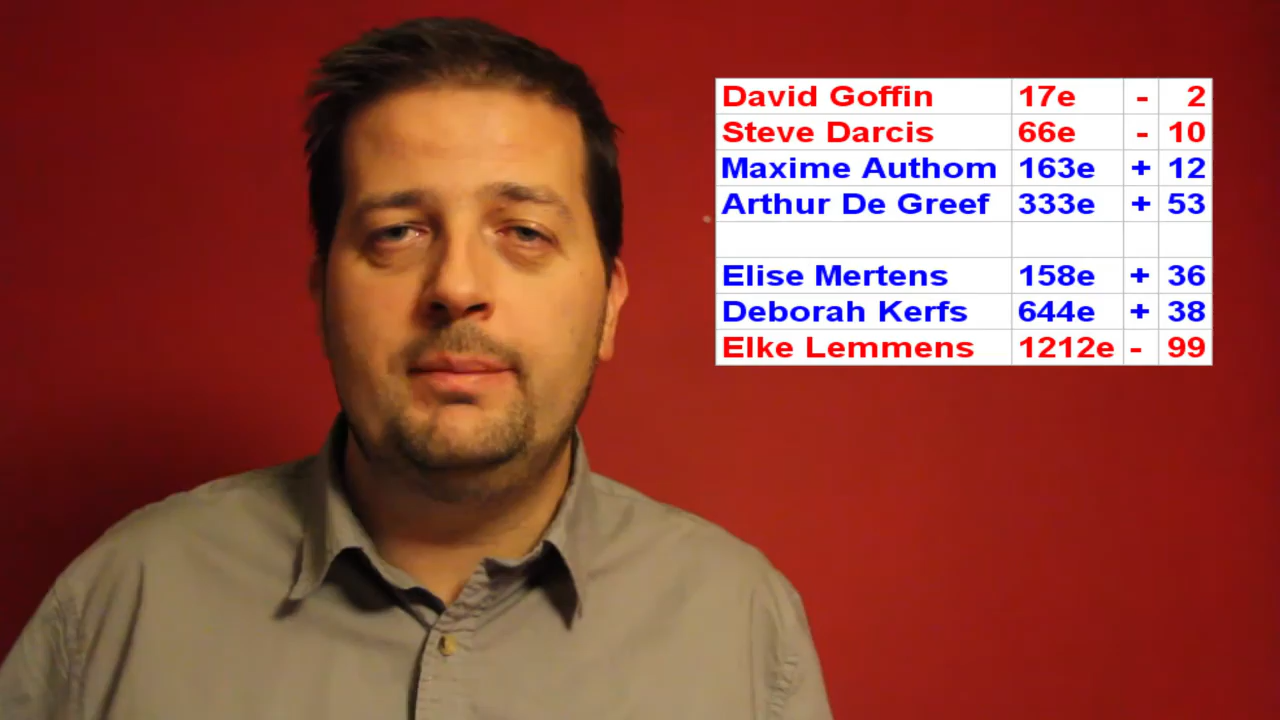 David Goffin 17e - 2
Steve Darcis 66e - 10
Maxime Authom 163e + 12
Arthur De Greef 333e + 53
Elise Mertens 158e + 36
Deborah Kerfs 644e + 38
Elke Lemmens 1212e - 99